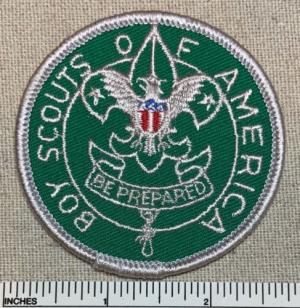 BOY SCOUTS OF AMERICA
BE PREPARED
INCHES 1 2